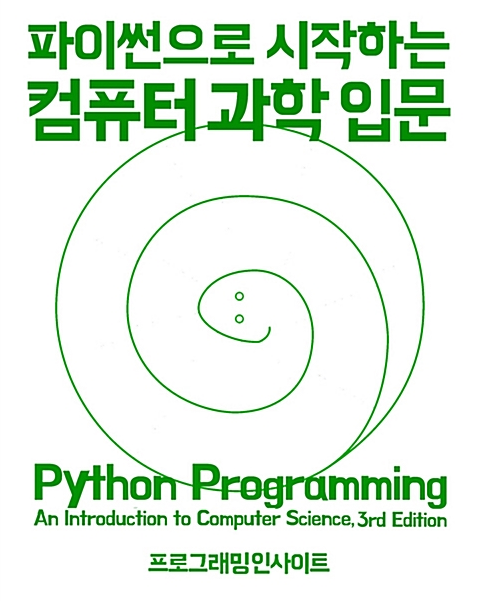 파이썬으로 시작하는
컴퓨터 과학 입문
Python Programming
An Introduction to Computer Science, 3rd Edition
프로그래밍인사이트